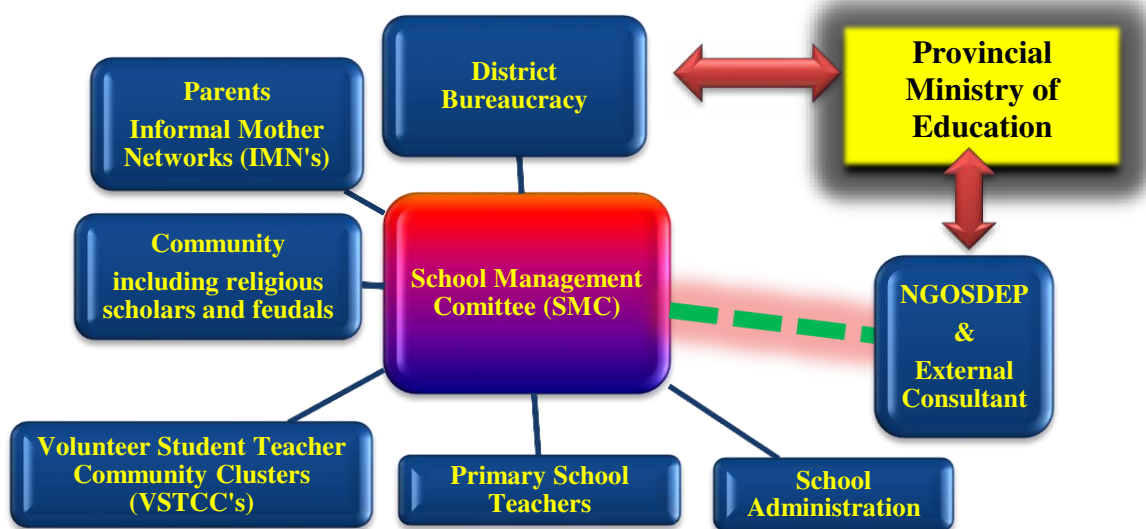 District
Bureaucracy
Provincial
Ministry of
Education
Parents
Informal Mother
Networks (IMN's)
Community
including religious
scholars and feudals
School Management
Comittee (SMC)
NGOSDEP
&
External
Consultant
Volunteer Student Teacher
Community Clusters
(VSTCC's)
Primary School
Teachers
School
Administration